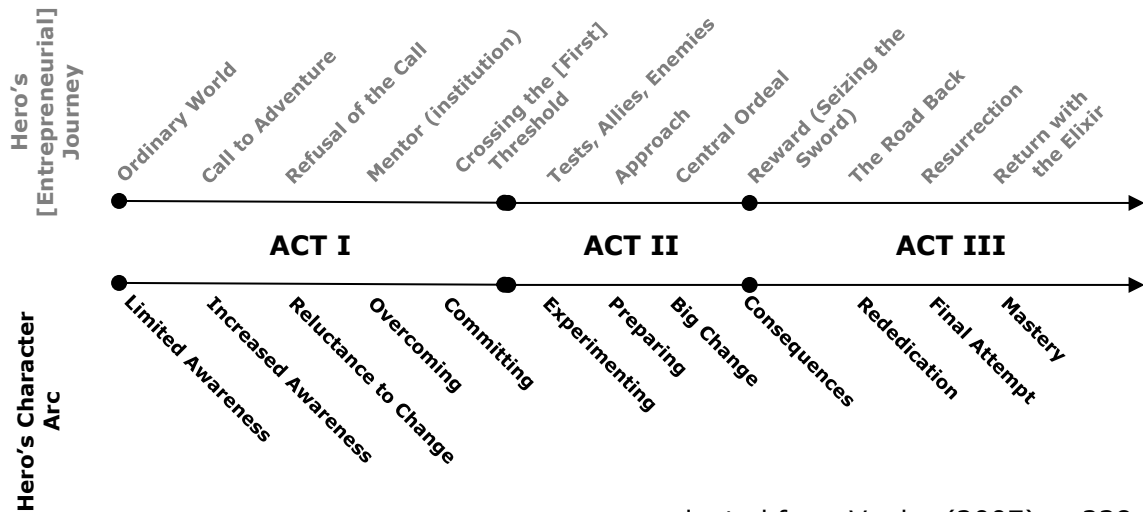 Hero’s
[Entrepreneurial]
Journey
Ordinary World
Call to Adventure
Refusal of the Call
Mentor (institution)
Crossing the [First]
Threshold
Tests, Allies, Enemies
Approach
Central Ordeal
Reward (Seizing the
Sword)
The Road Back
Resurrection
Return with
the Elixir
ACT I
ACT II
ACT III
Hero’s Character
Arc
Limited Awareness
Increased Awareness
Reluctance to Change
Overcoming
Committing
Experimenting
Preparing
Big Change
Consequences
Rededication
Final Attempt
Mastery